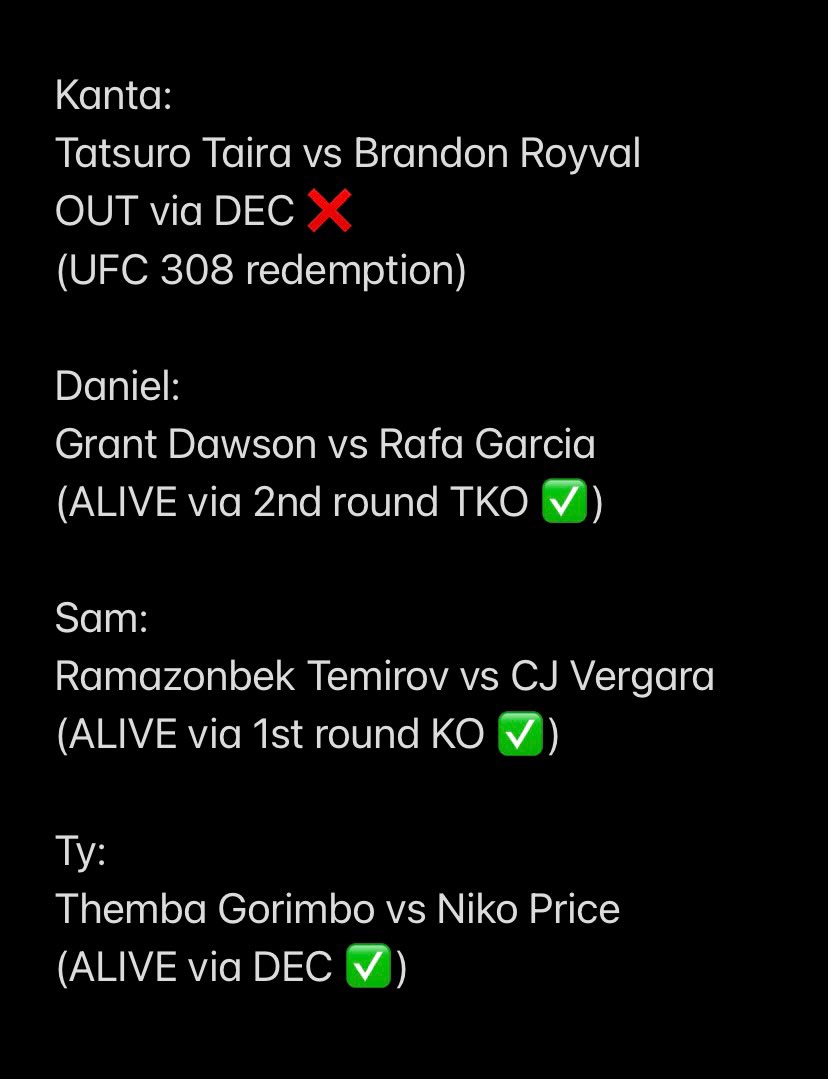 Kanta:
Tatsuro Taira vs Brandon Royval
OUT via DEC ❌
(UFC 308 redemption)
Daniel:
Grant Dawson vs Rafa Garcia
(ALIVE via 2nd round TKO ✅)
Sam:
Ramazonbek Temirov vs CJ Vergara
(ALIVE via 1st round KO ✅)
Ty:
Themba Gorimbo vs Niko Price
(ALIVE via DEC ✅)